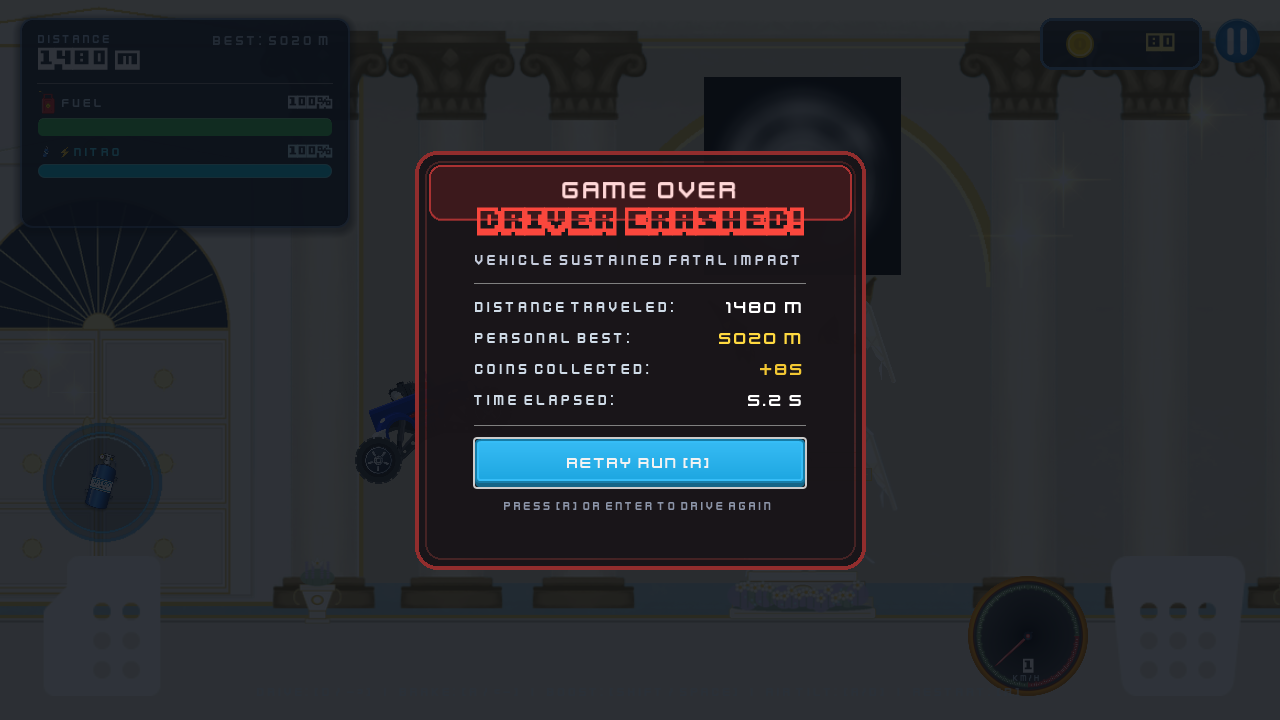 DISTANCE
BEST: 5020 M
1480 m
FUEL
100%
NITRO
100%
80
GAME OVER
DRIVER CRASHED!
VEHICLE SUSTAINED FATAL IMPACT
DISTANCE TRAVELED: 1480 M
PERSONAL BEST: 5020 M
COINS COLLECTED: +85
TIME ELAPSED: 5.2 S
RETRY RUN [R]
PRESS [R] OR ENTER TO DRIVE AGAIN
1
KM/H